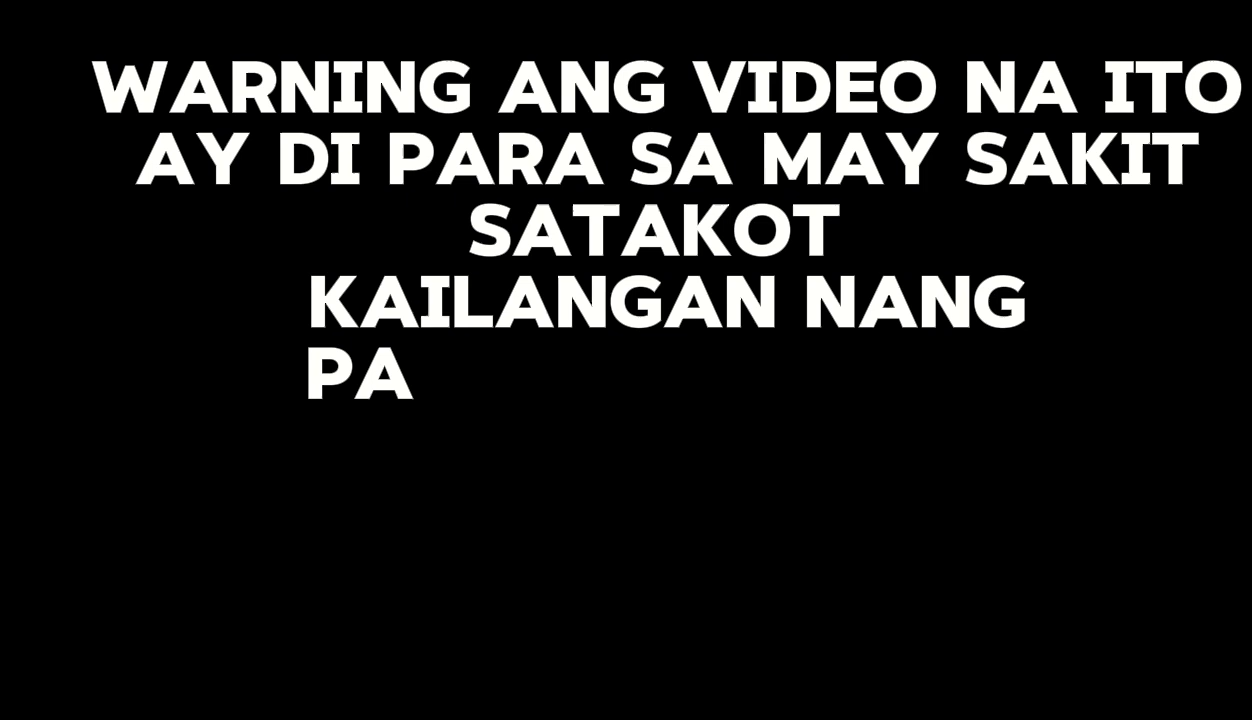 WARNING ANG VIDEO NA ITO
AY DI PARA SA MAY SAKIT
SATAKOT
KAILANGAN NANG
PA